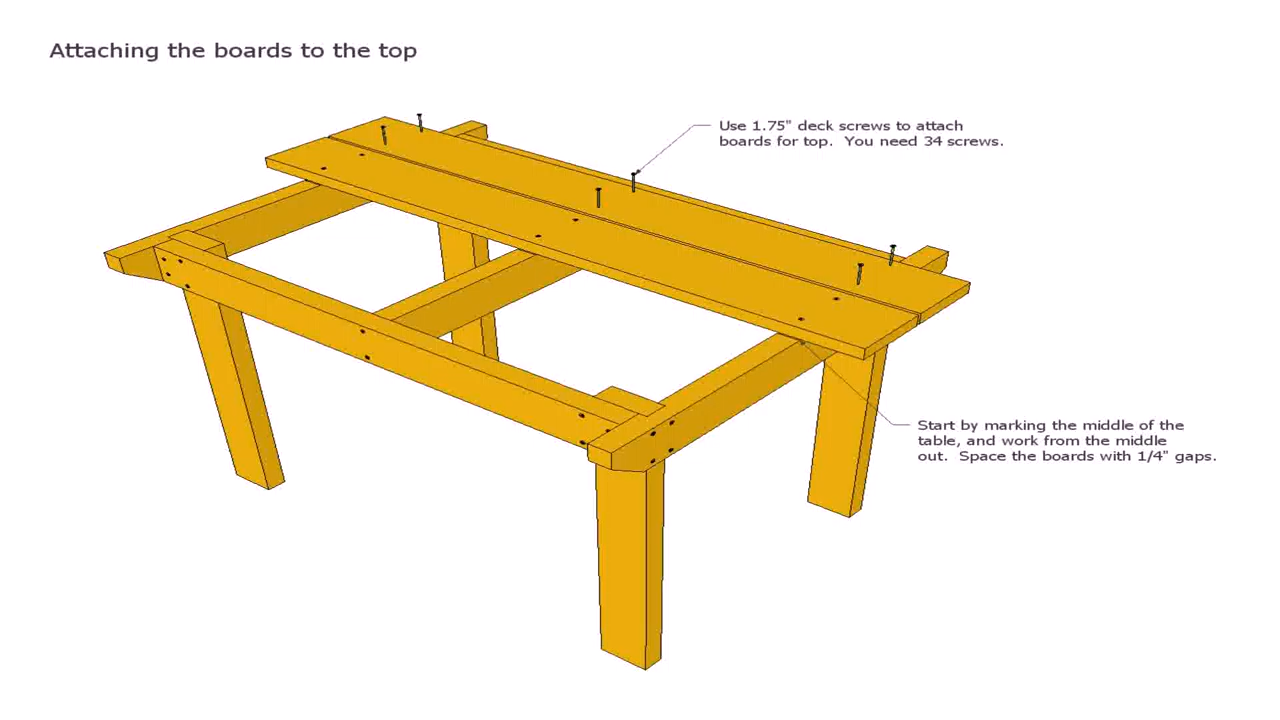 Attaching the boards to the top
Use 1.75" deck screws to attach
boards for top.  You need 34 screws.
Start by marking the middle of the
table, and work from the middle
out.  Space the boards with 1/4" gaps.